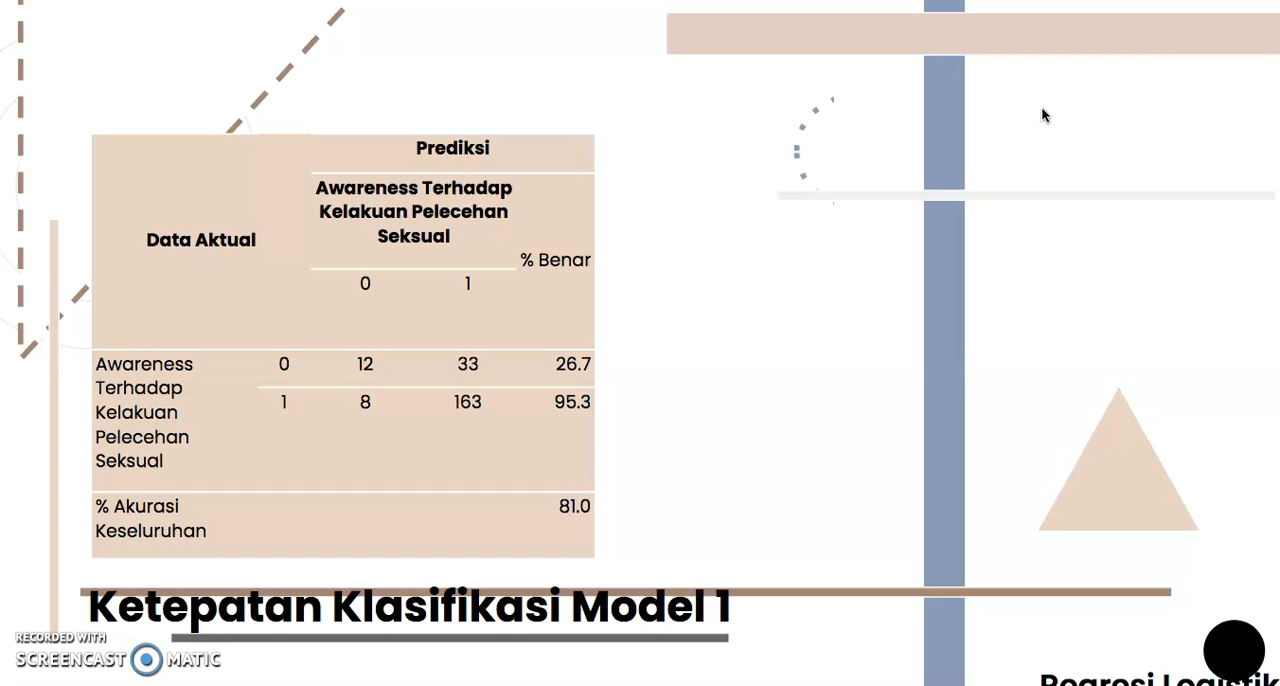 Prediksi
Awareness Terhadap
Kelakuan Pelecehan
Seksual
Data Aktual
% Benar
0 1
Awareness 0 12 33 26.7
Terhadap
1 8 163 95.3
Kelakuan
Pelecehan
Seksual
% Akurasi 81.0
Keseluruhan
Ketepatan Klasifikasi Model 1
RECORDED WITH
SCREENCAST MATIC
Regresi Logistik